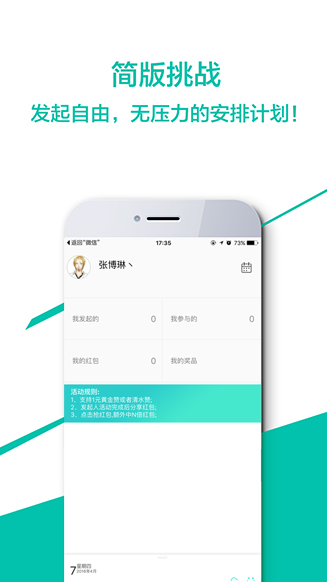 简版挑战
发起自由，无压力的安排计划！
返回"微信"
17:35
73%
张博琳丶
我发起的 0
我参与的 0
我的红包 0
我的奖品
活动规则:
1、支持1元黄金赞或者清水赞;
2、发起人活动完成后分享红包;
3、点击抢红包,额外中N很红包;
7
星期四
2018年6月